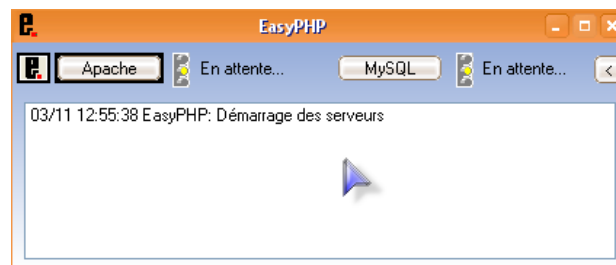 EasyPHP
Apache En attente... MySQL En attente... <
03/11 12:55:38 EasyPHP: Démarrage des serveurs